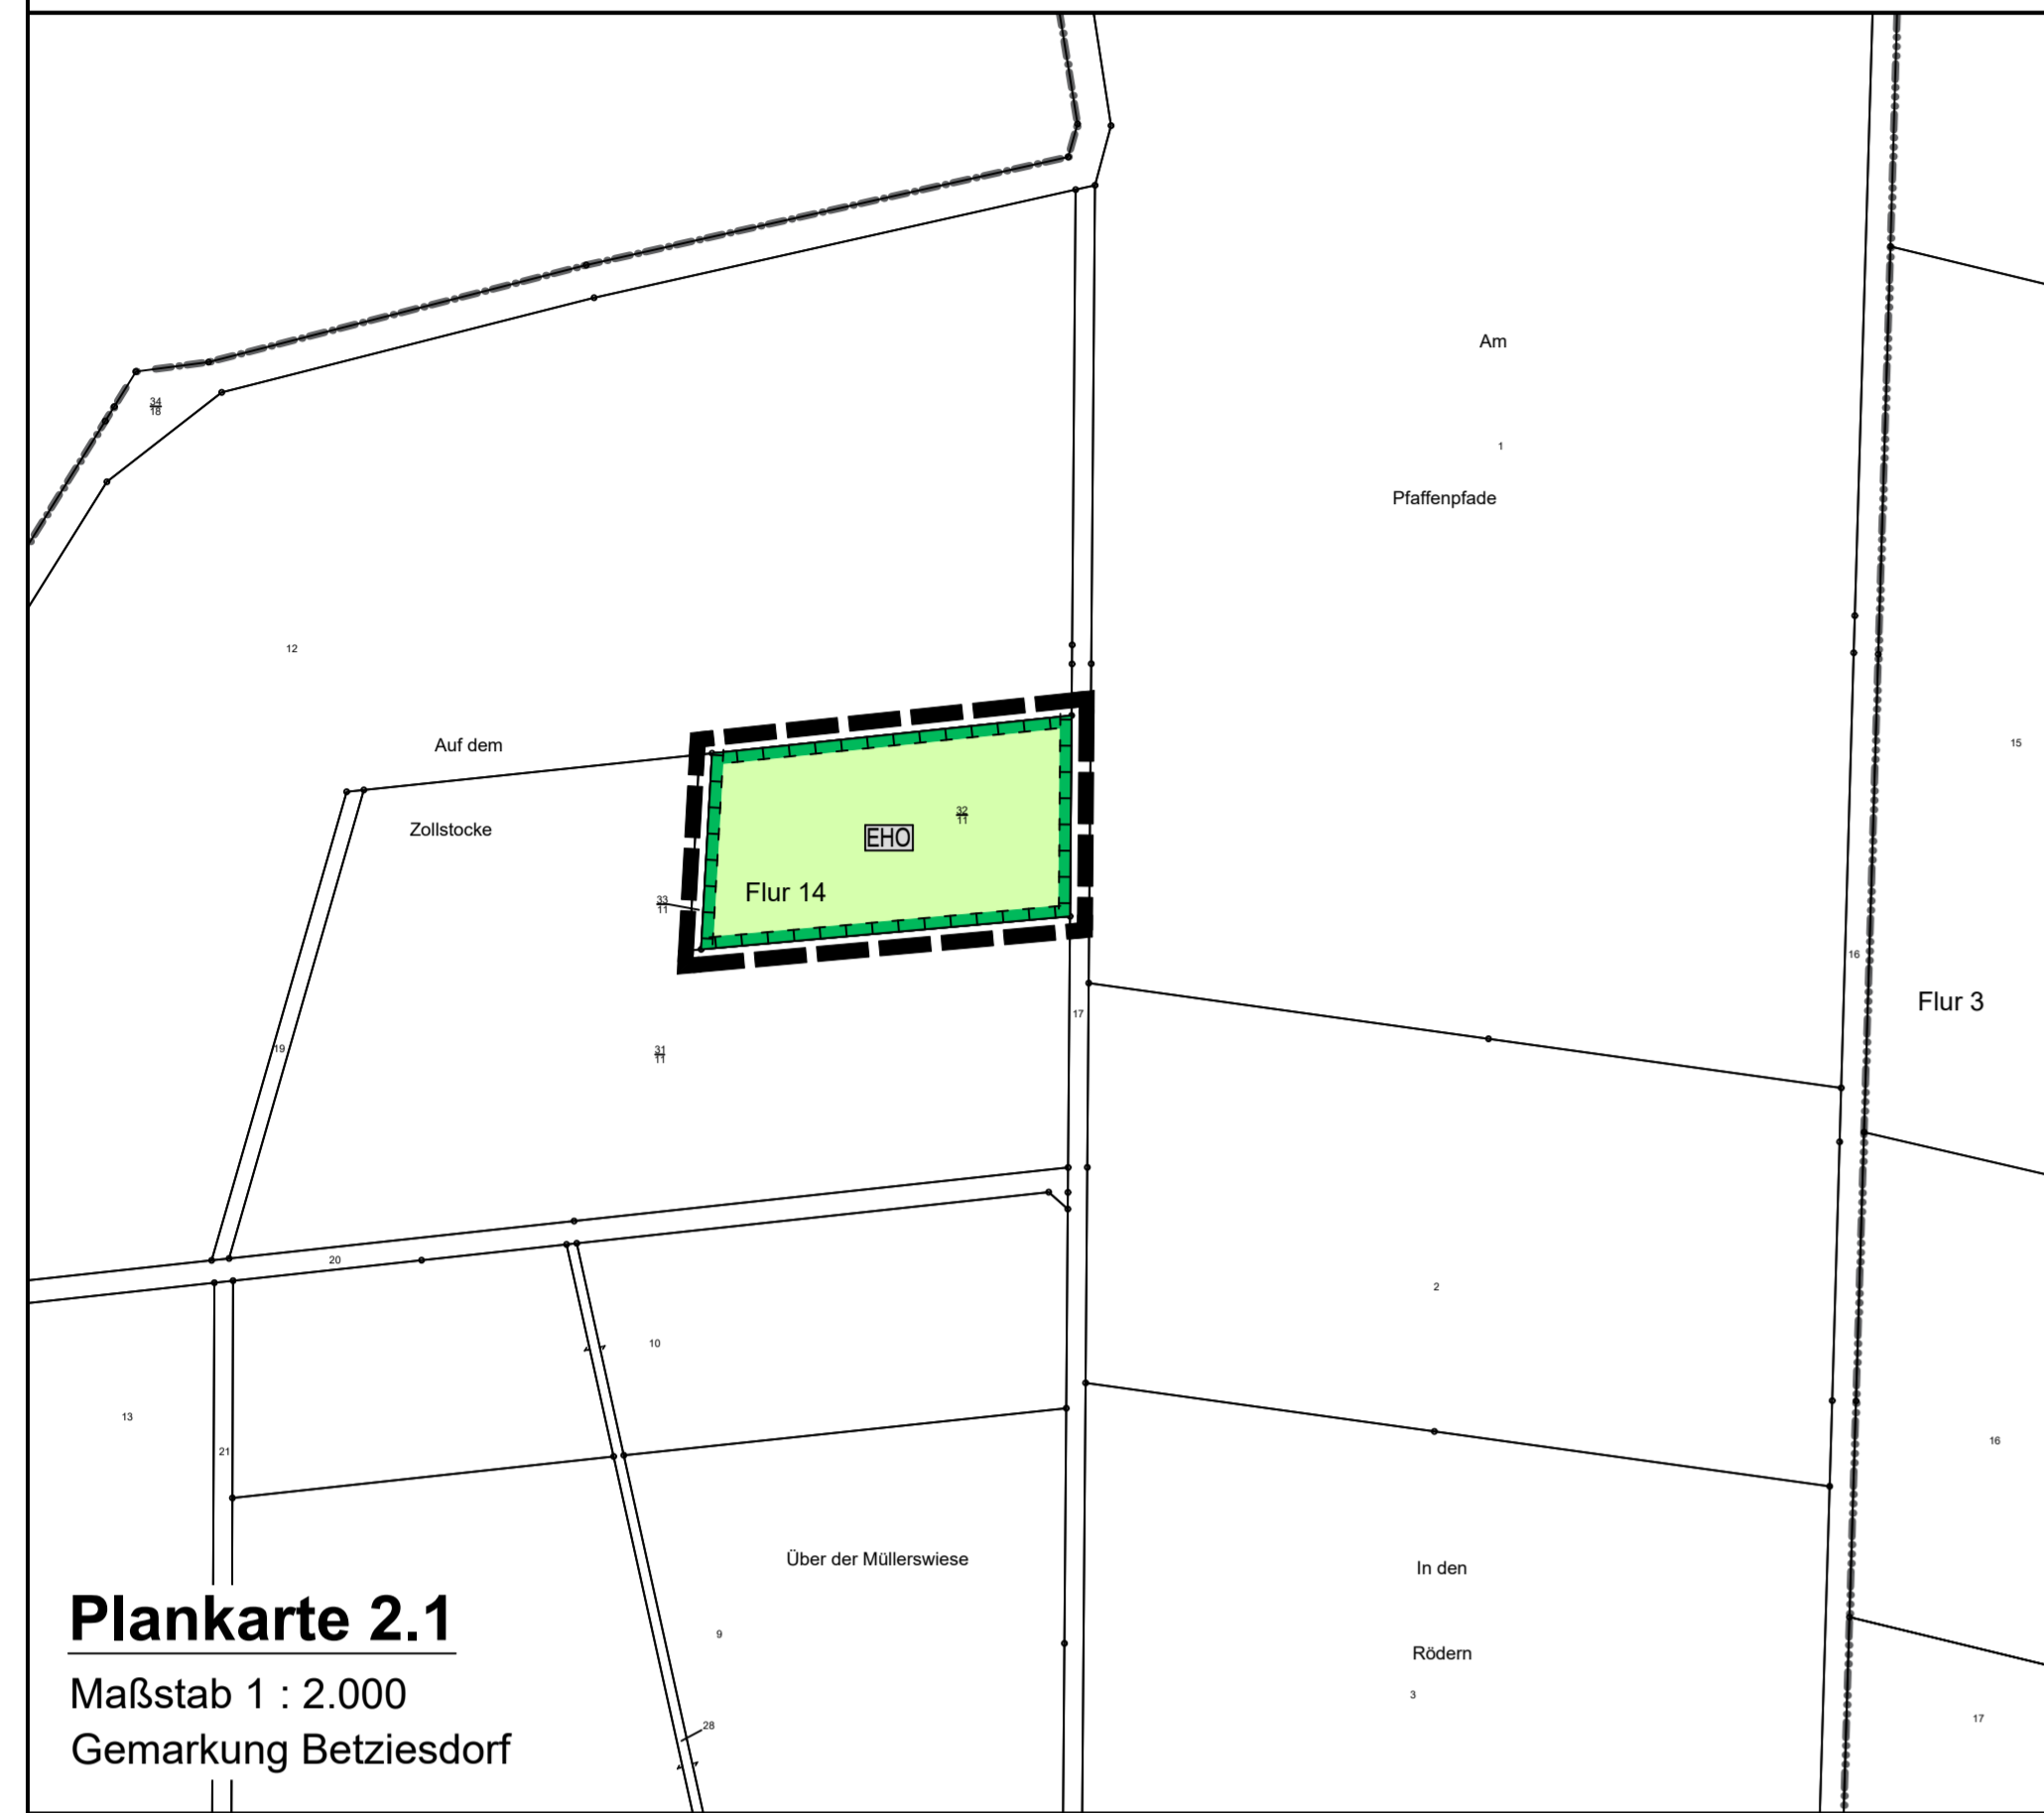 Am
34
18
1
Pfaffenpfade
12
Auf dem
15
Zollstocke
32
11
EHO
Flur 14
33
11
16
Flur 3
17
19
31
11
20
2
10
13
21
16
Über der Müllerswiese
In den
Plankarte 2.1
9
Rödern
Maßstab 1 : 2.000
3
28
17
Gemarkung Betziesdorf